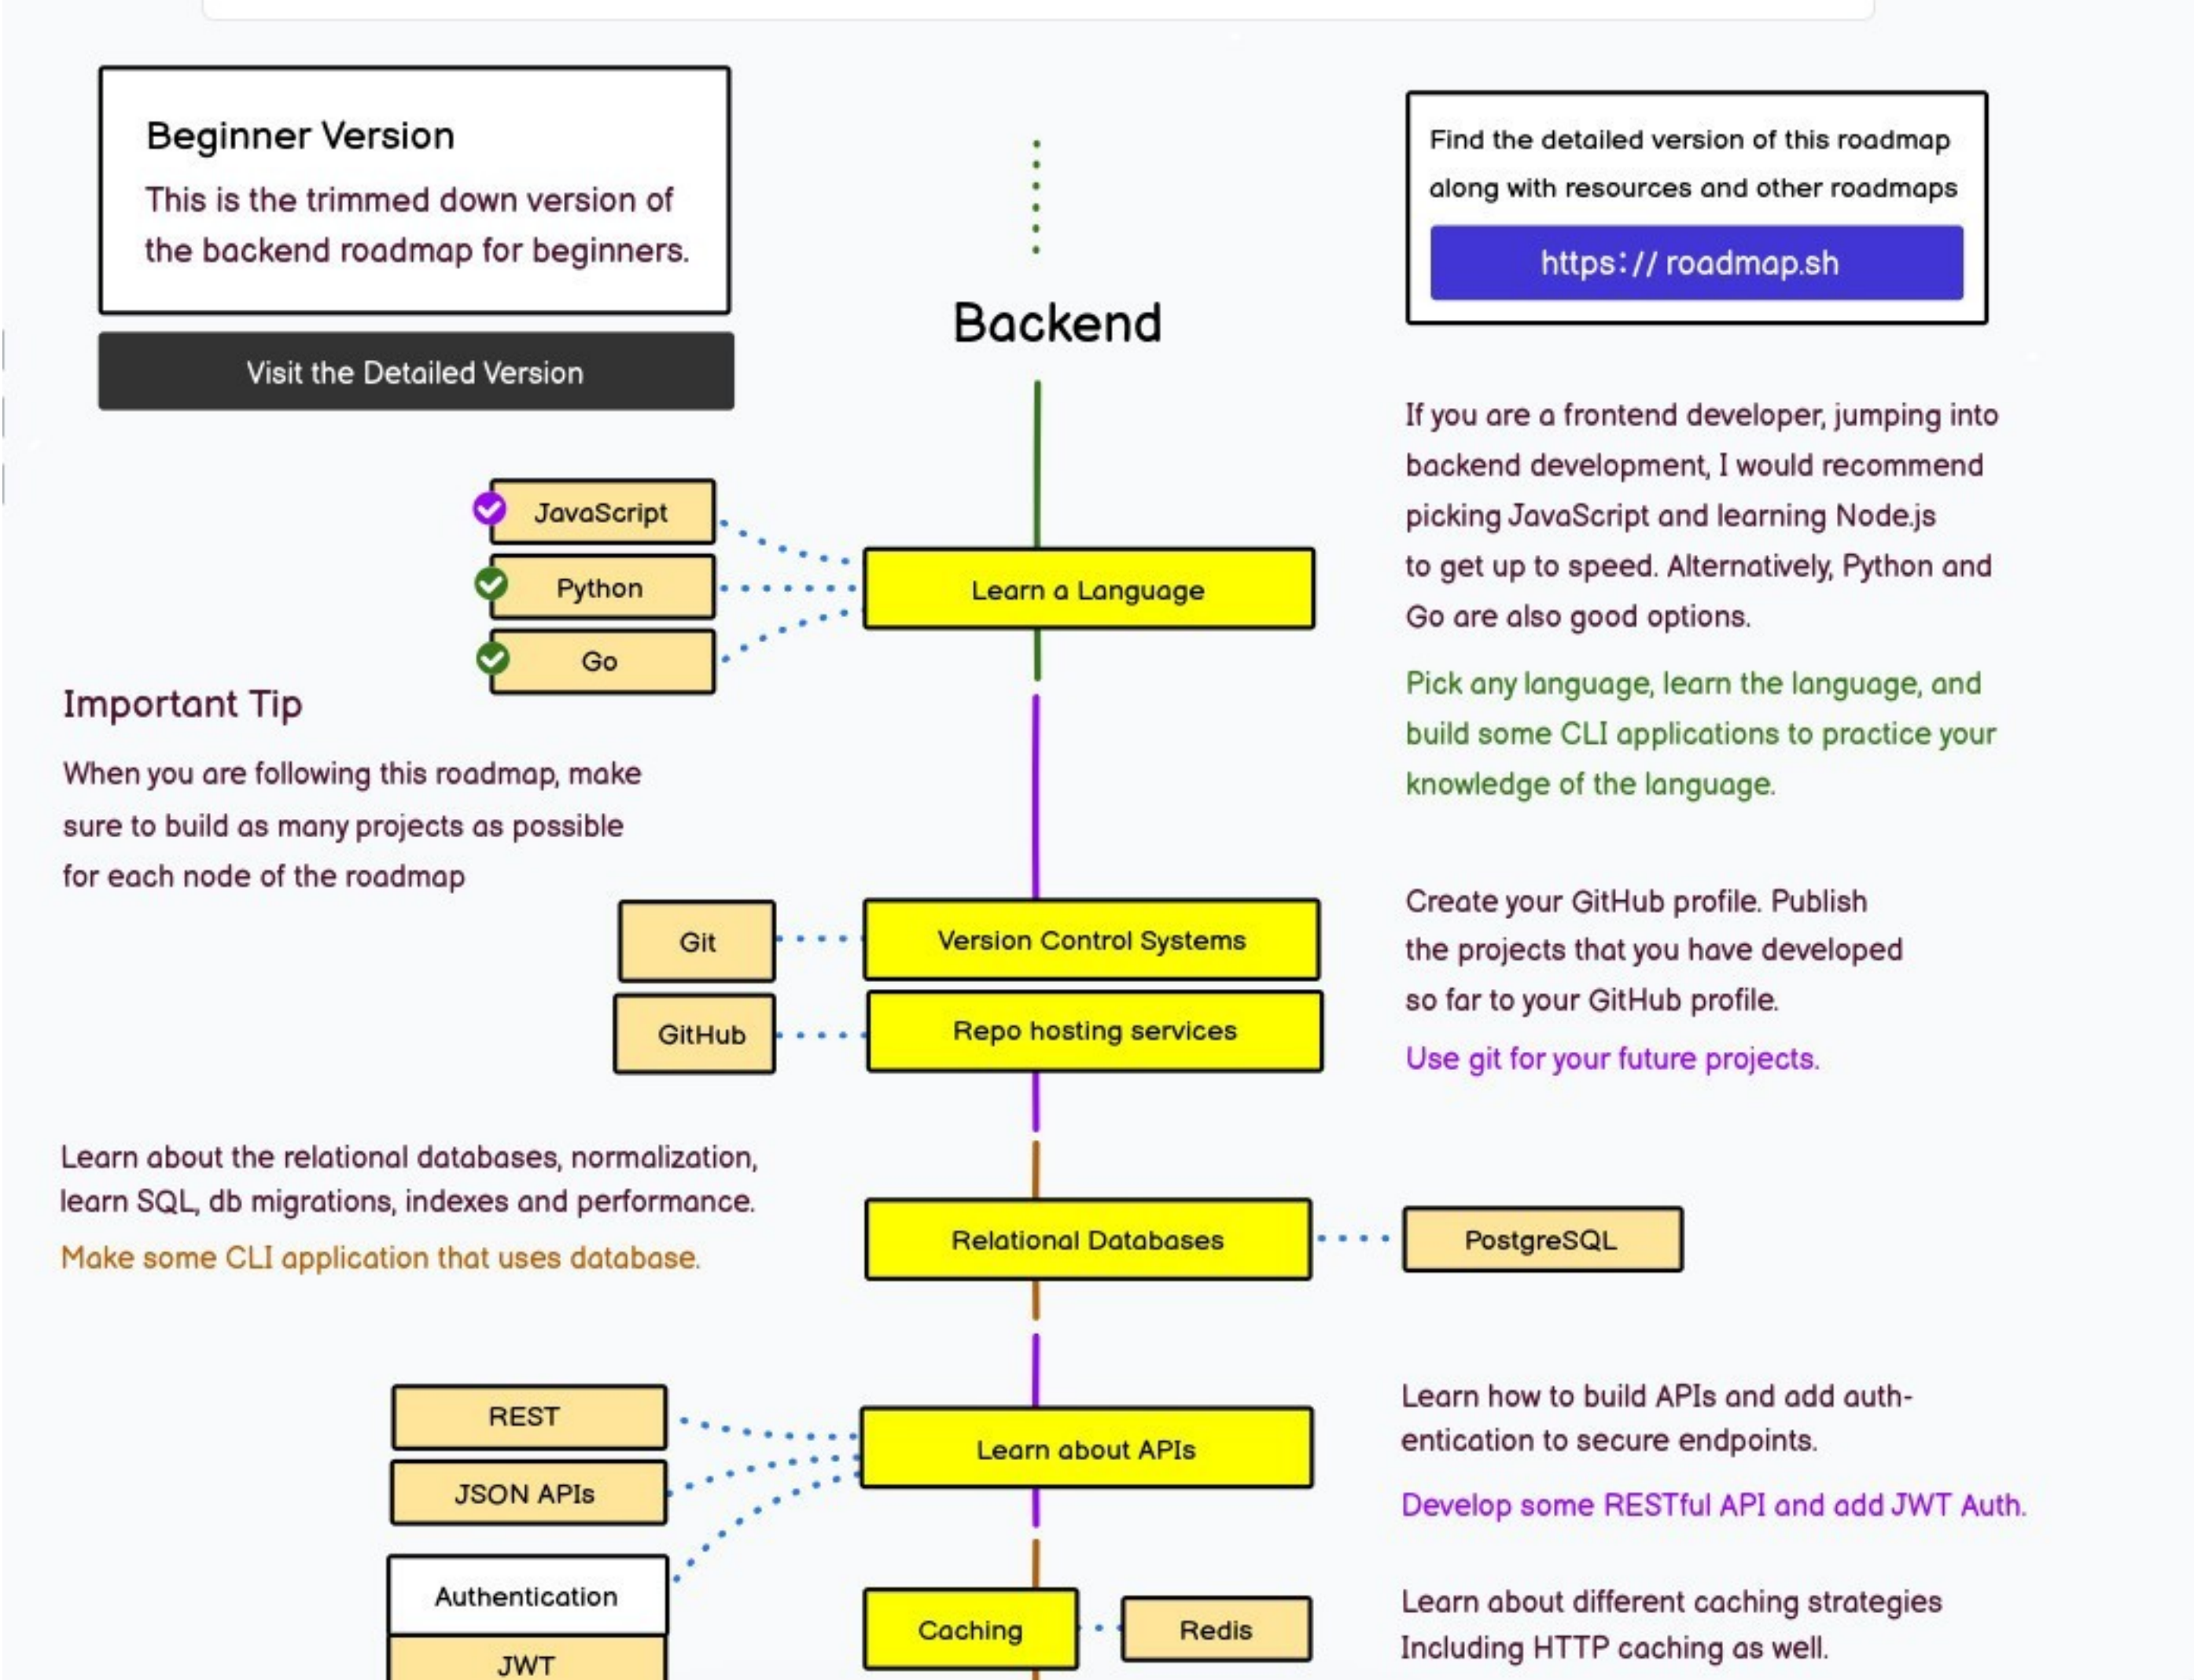 Beginner Version
This is the trimmed down version of
the backend roadmap for beginners.
Visit the Detailed Version
Backend
Find the detailed version of this roadmap
along with resources and other roadmaps
https:// roadmap.sh
If you are a frontend developer, jumping into
backend development, I would recommend
picking JavaScript and learning Node.js
to get up to speed. Alternatively, Python and
Go are also good options.
Pick any language, learn the language, and
build some CLI applications to practice your
knowledge of the language.
JavaScript
Python
Go
Learn a Language
Important Tip
When you are following this roadmap, make
sure to build as many projects as possible
for each node of the roadmap
Git
Version Control Systems
GitHub
Repo hosting services
Create your GitHub profile. Publish
the projects that you have developed
so far to your GitHub profile.
Use git for your future projects.
Learn about the relational databases, normalization,
learn SQL, db migrations, indexes and performance.
Make some CLI application that uses database.
Relational Databases
PostgreSQL
REST
JSON APIs
Authentication
JWT
Learn about APIs
Learn how to build APIs and add auth-
entication to secure endpoints.
Develop some RESTful API and add JWT Auth.
Caching
Redis
Learn about different caching strategies
Including HTTP caching as well.